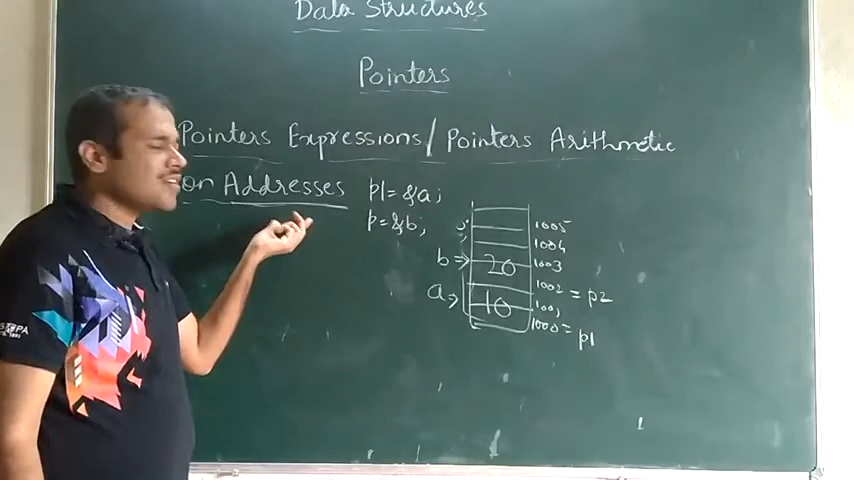 Data Structures
Pointers
Pointers Expressions/Pointers Arithmetic
on Addresses
p1=&a;
p=&b;
1005
1004
b⇒ 20 1003
1002 = p2
a⇒ 10 1001
1000= p1